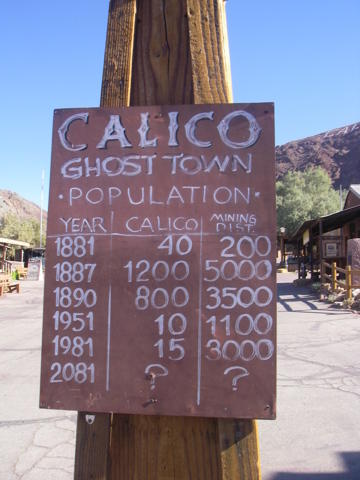 CALICO
GHOST TOWN
• POPULATION •
YEAR CALICO MINING DIST.
1881 40 200
1887 1200 5000
1890 800 3500
1951 10 1100
1981 15 3000
2081 ? ?